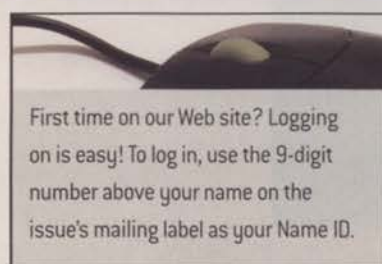 First time on our Web site? Logging
on is easy! To log in, use the 9-digit
number above your name on the
issue's mailing label as your Name ID.